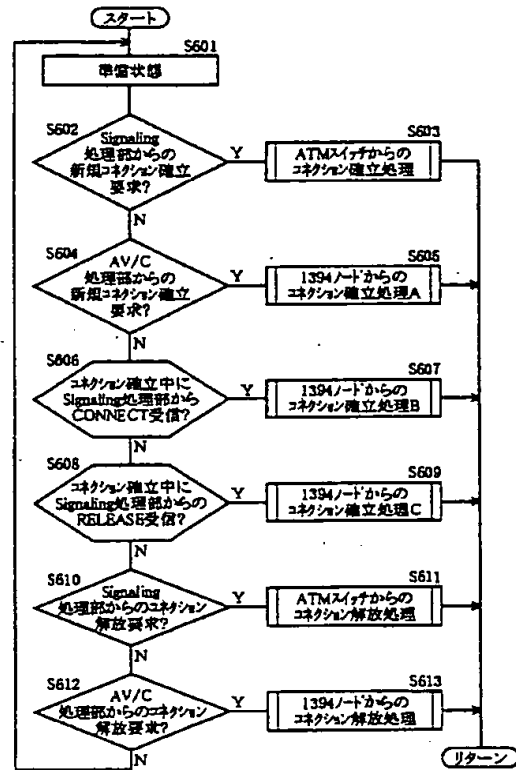 スタート
S601
準備状態
S602
Signaling
処理部からの
新規コネクション確立
要求?
Y
N
S603
ATMスイッチからの
コネクション確立処理
S604
AV/C
処理部からの
新規コネクション確立
要求?
Y
N
S605
1394ノードからの
コネクション確立処理A
S606
コネクション確立中に
Signaling処理部から
CONNECT受信?
Y
N
S607
1394ノードからの
コネクション確立処理B
S608
コネクション確立中に
Signaling処理部からの
RELEASE受信?
Y
N
S609
1394ノードからの
コネクション確立処理C
S610
Signaling
処理部からのコネクション
解放要求?
Y
N
S611
ATMスイッチからの
コネクション解放処理
S612
AV/C
処理部からのコネクション
解放要求?
Y
N
S613
1394ノードからの
コネクション解放処理
リターン